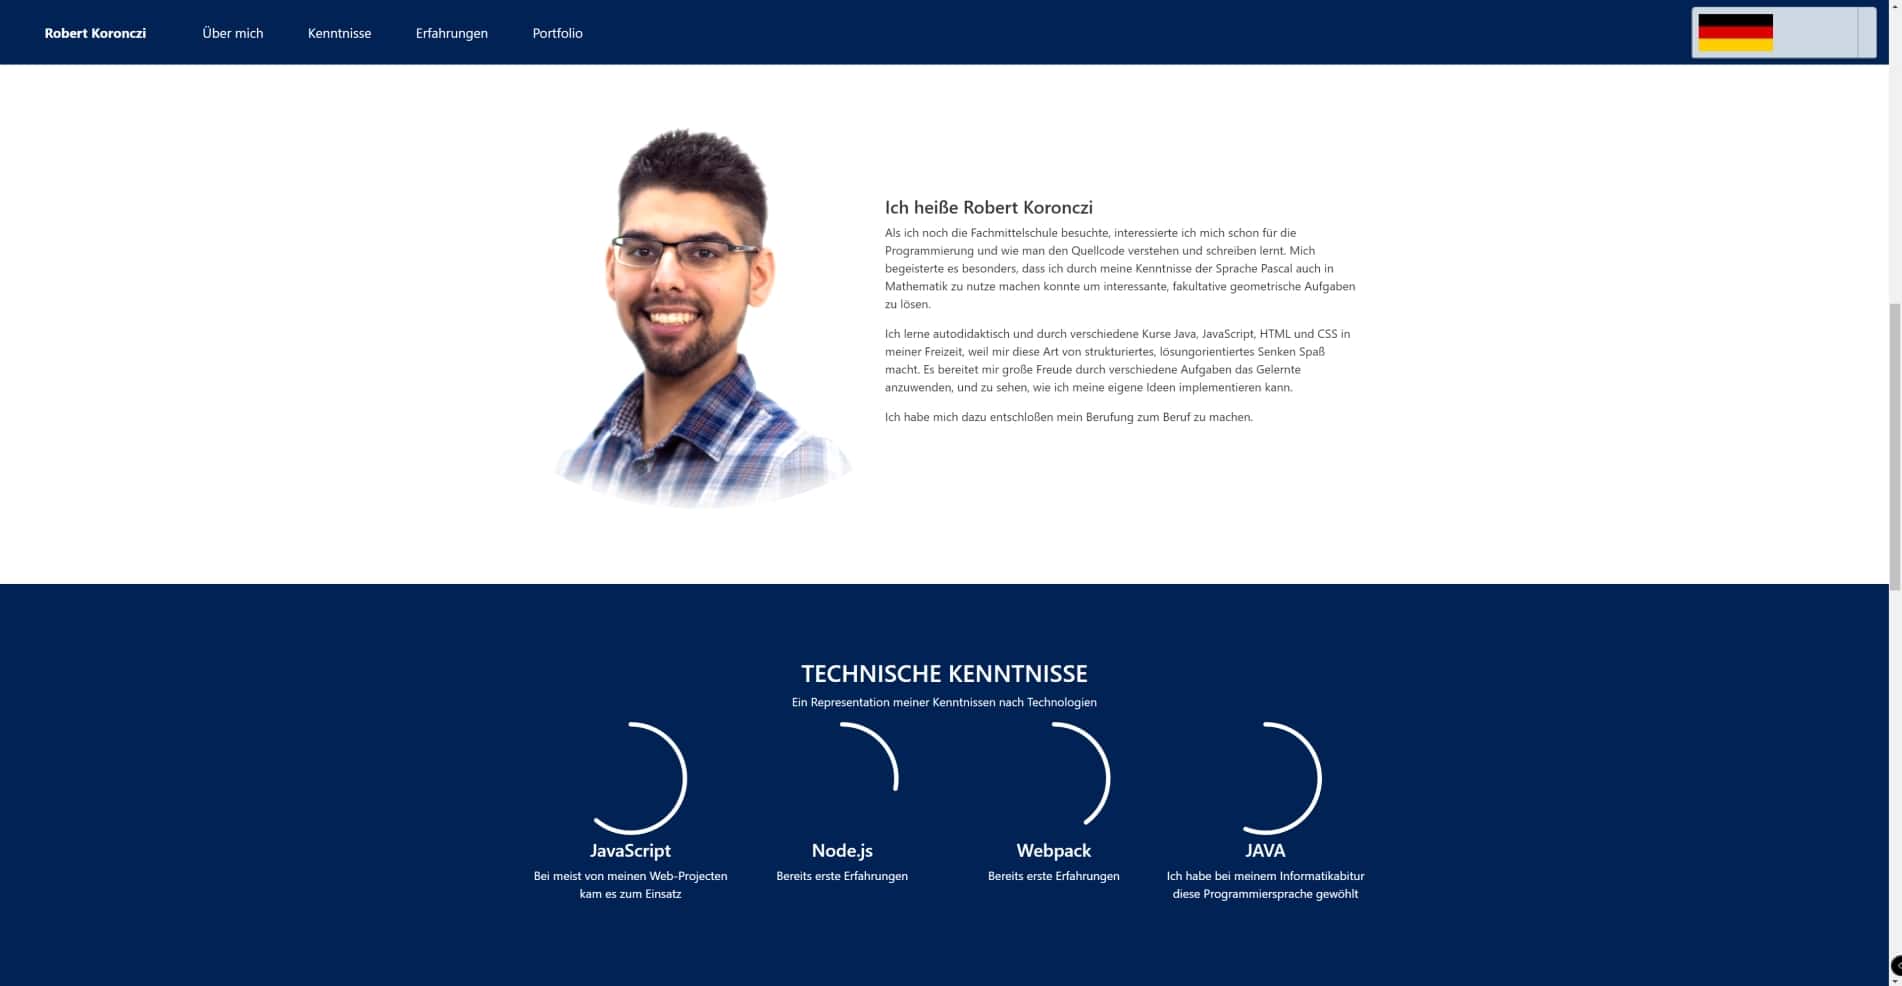 Robert Koronczi
Über mich
Kenntnisse
Erfahrungen
Portfolio
Ich heiße Robert Koronczi
Als ich noch die Fachmittelschule besuchte, interessierte ich mich schon für die
Programmierung und wie man den Quellcode verstehen und schreiben lernt. Mich
begeisterte es besonders, dass ich durch meine Kenntnisse der Sprache Pascal auch in
Mathematik zu nutze machen konnte um interessante, fakultative geometrische Aufgaben
zu lösen.
Ich lerne autodidaktisch und durch verschiedene Kurse Java, JavaScript, HTML und CSS in
meiner Freizeit, weil mir diese Art von strukturiertes, lösungorientiertes Senken Spaß
macht. Es bereitet mir große Freude durch verschiedene Aufgaben das Gelernte
anzuwenden, und zu sehen, wie ich meine eigene Ideen implementieren kann.
Ich habe mich dazu entschloßen mein Berufung zum Beruf zu machen.
TECHNISCHE KENNTNISSE
Ein Representation meiner Kenntnissen nach Technologien
JavaScript
Bei meist von meinen Web-Projecten
kam es zum Einsatz
Node.js
Bereits erste Erfahrungen
Webpack
Bereits erste Erfahrungen
JAVA
Ich habe bei meinem Informatikabitur
diese Programmiersprache gewöhlt